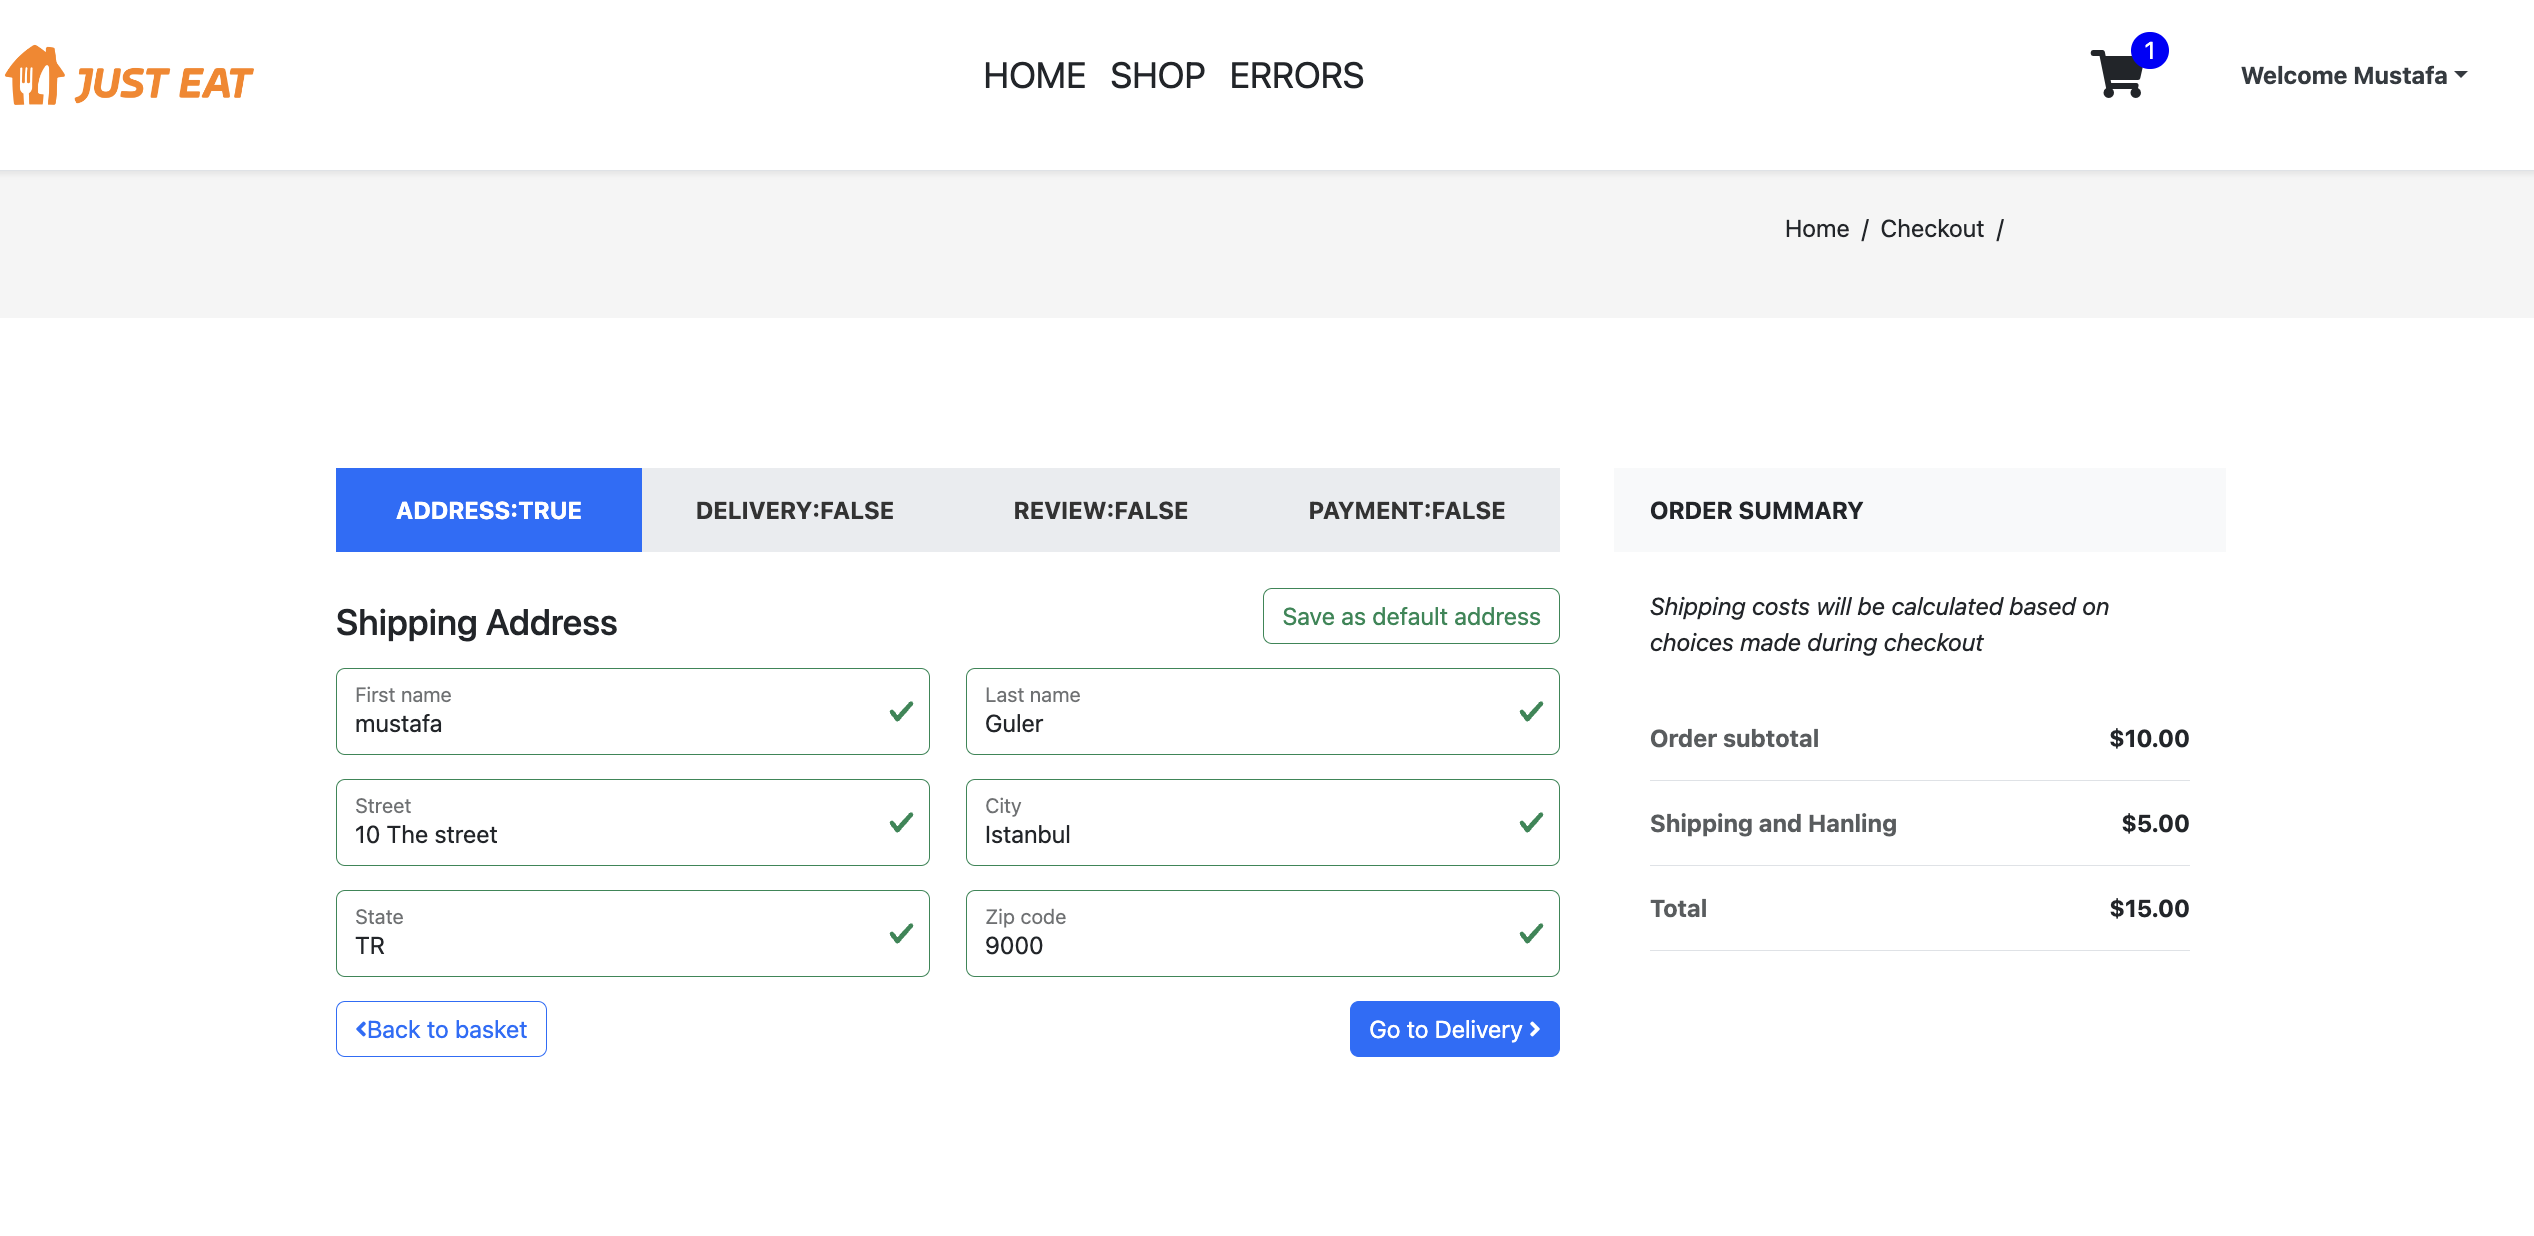 JUST EAT
HOME SHOP ERRORS
1
Welcome Mustafa
Home / Checkout /
ADDRESS:TRUE DELIVERY:FALSE REVIEW:FALSE PAYMENT:FALSE
Shipping Address
Save as default address
First name
mustafa
Last name
Guler
Street
10 The street
City
Istanbul
State
TR
Zip code
9000
Back to basket
Go to Delivery
ORDER SUMMARY
Shipping costs will be calculated based on
choices made during checkout
Order subtotal $10.00
Shipping and Hanling $5.00
Total $15.00